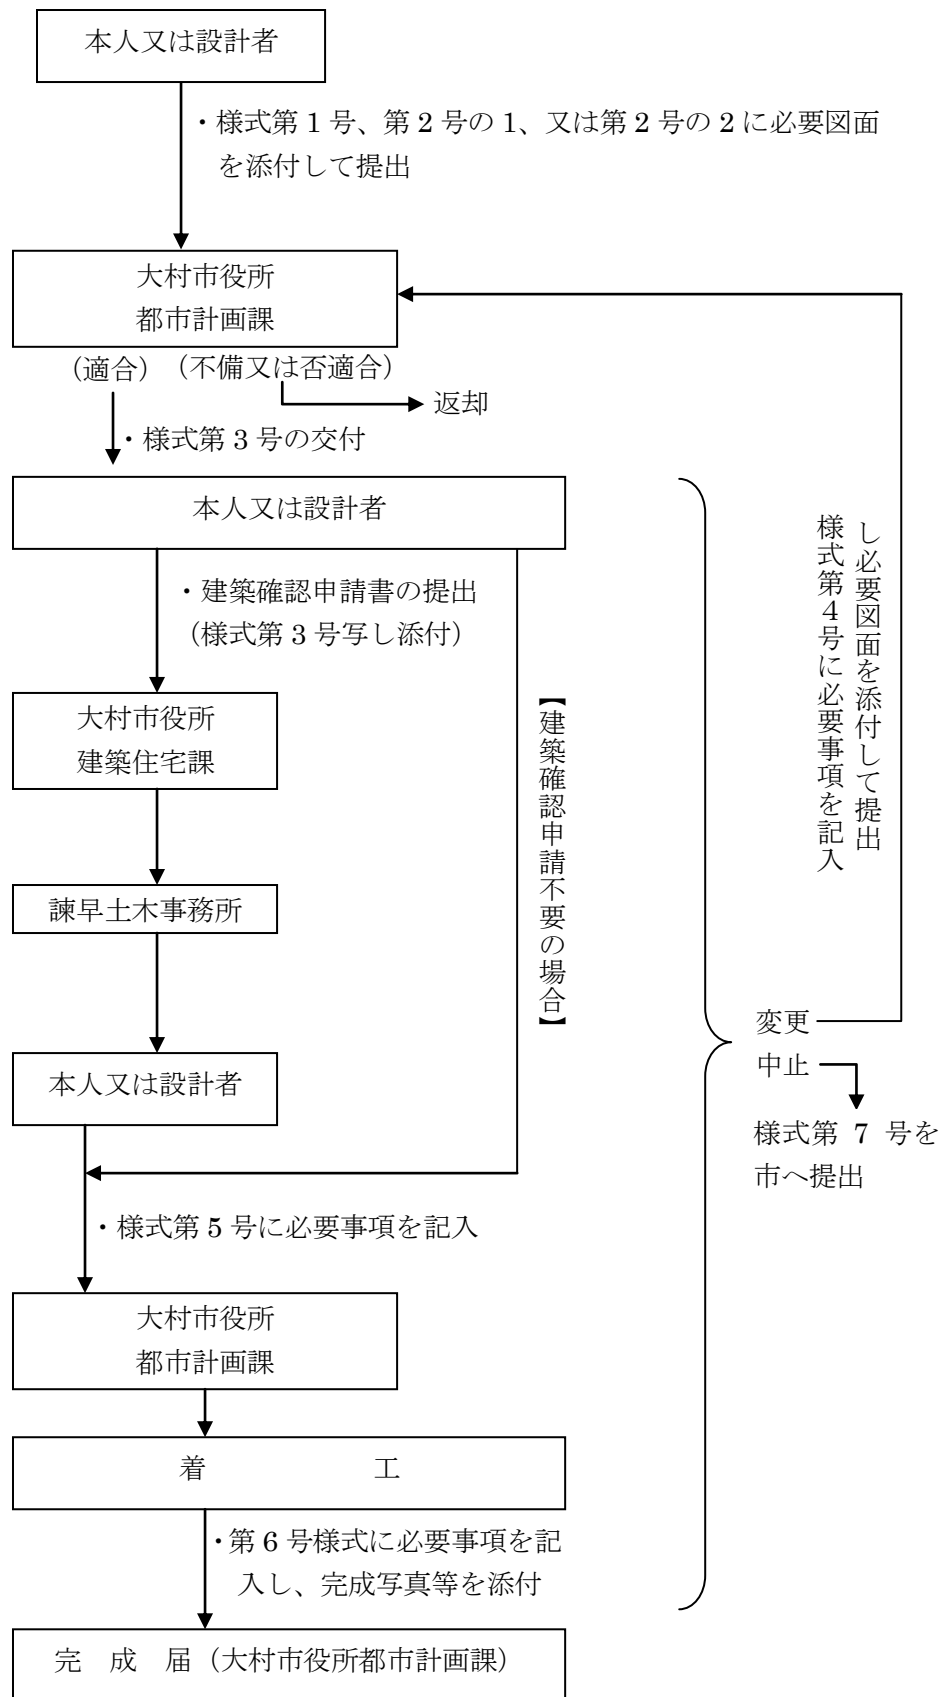 本人又は設計者
・様式第 1 号、第 2 号の 1、又は第 2 号の 2 に必要図面
を添付して提出
大村市役所
都市計画課
（適合）（不備又は否適合）
返却
・様式第 3 号の交付
本人又は設計者
・建築確認申請書の提出
（様式第 3 号写し添付）
大村市役所
建築住宅課
諫早土木事務所
本人又は設計者
【建築確認申請不要の場合】
様式第４号に必要事項を記入
し必要図面を添付して提出
変更
中止
様式第 7 号を
市へ提出
・様式第 5 号に必要事項を記入
大村市役所
都市計画課
着　　　　　　工
・第 6 号様式に必要事項を記
入し、完成写真等を添付
完　成　届（大村市役所都市計画課）